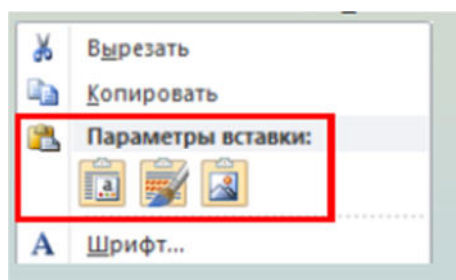 Вырезать
Копировать
Параметры вставки:
Шрифт...